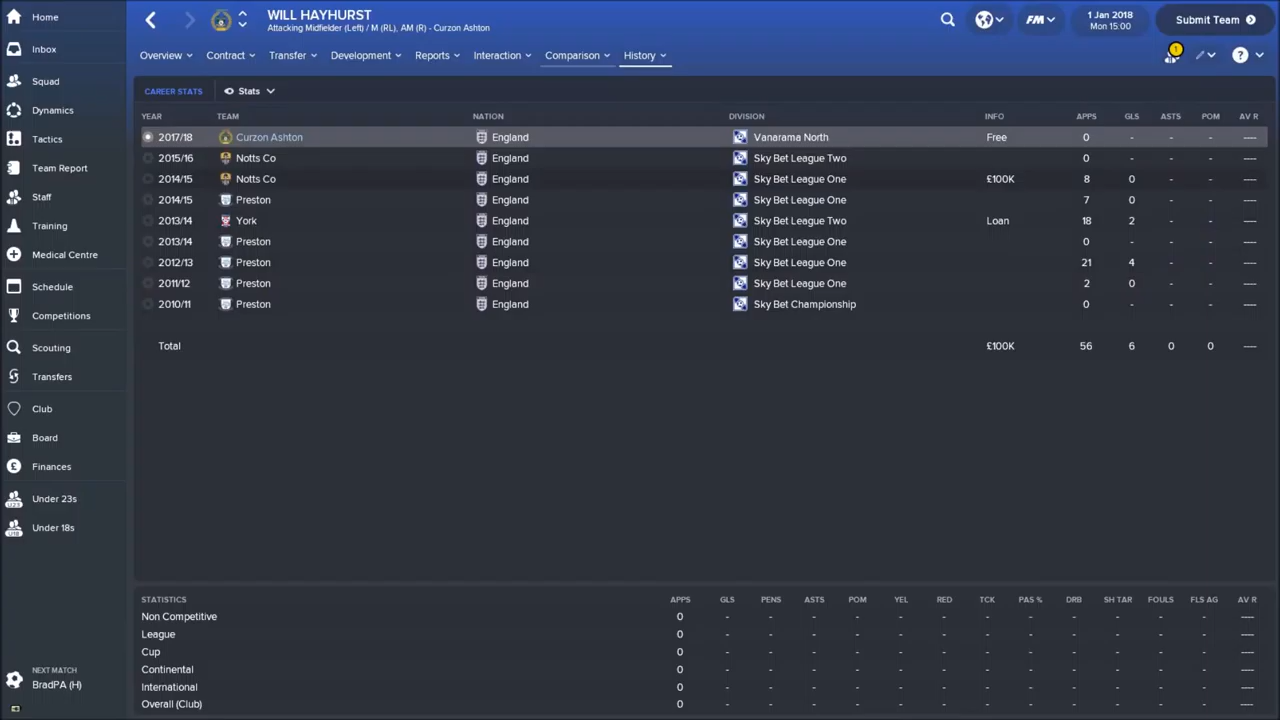 Home
WILL HAYHURST
Attacking Midfielder (Left) / M (RL), AM (R) - Curzon Ashton
FM
1 Jan 2018
Mon 15:00
Submit Team
Inbox
Overview Contract Transfer Development Reports Interaction Comparison History
1
?
Squad
CAREER STATS Stats
Dynamics
YEAR TEAM NATION DIVISION INFO APPS GLS ASTS POM AV R
2017/18 Curzon Ashton England Vanarama North Free 0 - - - ----
2015/16 Notts Co England Sky Bet League Two 0 - - - ----
2014/15 Notts Co England Sky Bet League One £100K 8 0 - - ----
2014/15 Preston England Sky Bet League One 7 0 - - ----
2013/14 York England Sky Bet League Two Loan 18 2 - - ----
2013/14 Preston England Sky Bet League One 0 - - - ----
2012/13 Preston England Sky Bet League One 21 4 - - ----
2011/12 Preston England Sky Bet League One 2 0 - - ----
2010/11 Preston England Sky Bet Championship 0 - - - ----
Total £100K 56 6 0 0 ----
Tactics
Team Report
Staff
Training
Medical Centre
Schedule
Competitions
Scouting
Transfers
Club
Board
£ Finances
U23 Under 23s
U18 Under 18s
STATISTICS APPS GLS PENS ASTS POM YEL RED TCK PAS % DRB SH TAR FOULS FLS AG AV R
Non Competitive 0 - - - - - - - - - - - - ----
League 0 - - - - - - - - - - - - ----
Cup 0 - - - - - - - - - - - - ----
Continental 0 - - - - - - - - - - - - ----
International 0 - - - - - - - - - - - - ----
Overall (Club) 0 - - - - - - - - - - - - ----
NEXT MATCH
BradPA (H)